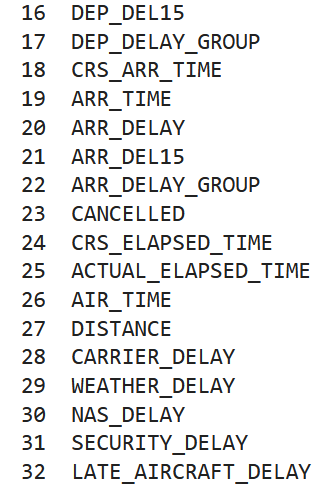 16 DEP_DEL15
17 DEP_DELAY_GROUP
18 CRS_ARR_TIME
19 ARR_TIME
20 ARR_DELAY
21 ARR_DEL15
22 ARR_DELAY_GROUP
23 CANCELLED
24 CRS_ELAPSED_TIME
25 ACTUAL_ELAPSED_TIME
26 AIR_TIME
27 DISTANCE
28 CARRIER_DELAY
29 WEATHER_DELAY
30 NAS_DELAY
31 SECURITY_DELAY
32 LATE_AIRCRAFT_DELAY